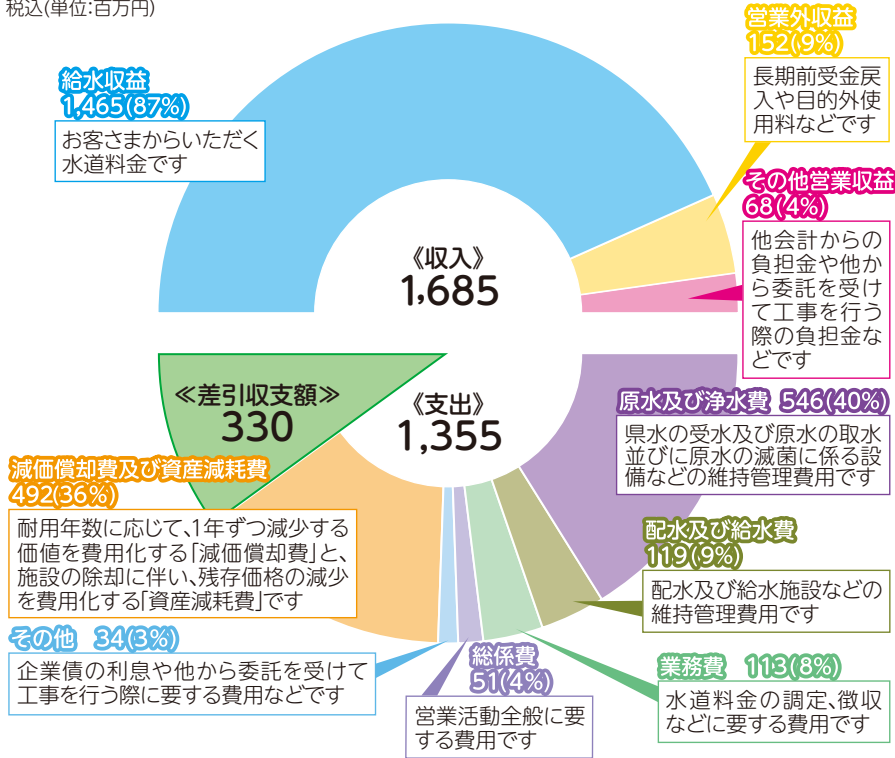 税込(単位:百万円)
給水収益
1,465(87%)
お客さまからいただく
水道料金です
営業外収益
152(9%)
長期前受金戻
入や目的外使
用料などです
その他営業収益
68(4%)
他会計からの
負担金や他か
ら委託を受け
て工事を行う
際の負担金な
どです
《収入》
1,685
≪差引収支額≫
330
《支出》
1,355
原水及び浄水費 546(40%)
県水の受水及び原水の取水
並びに原水の滅菌に係る設
備などの維持管理費用です
配水及び給水費
119(9%)
配水及び給水施設などの
維持管理費用です
業務費 113(8%)
水道料金の調定、徴収
などに要する費用です
総係費
51(4%)
営業活動全般に要
する費用です
その他 34(3%)
企業債の利息や他から委託を受けて
工事を行う際に要する費用などです
減価償却費及び資産減耗費
492(36%)
耐用年数に応じて、1年ずつ減少する
価値を費用化する「減価償却費」と、
施設の除却に伴い、残存価格の減少
を費用化する「資産減耗費」です